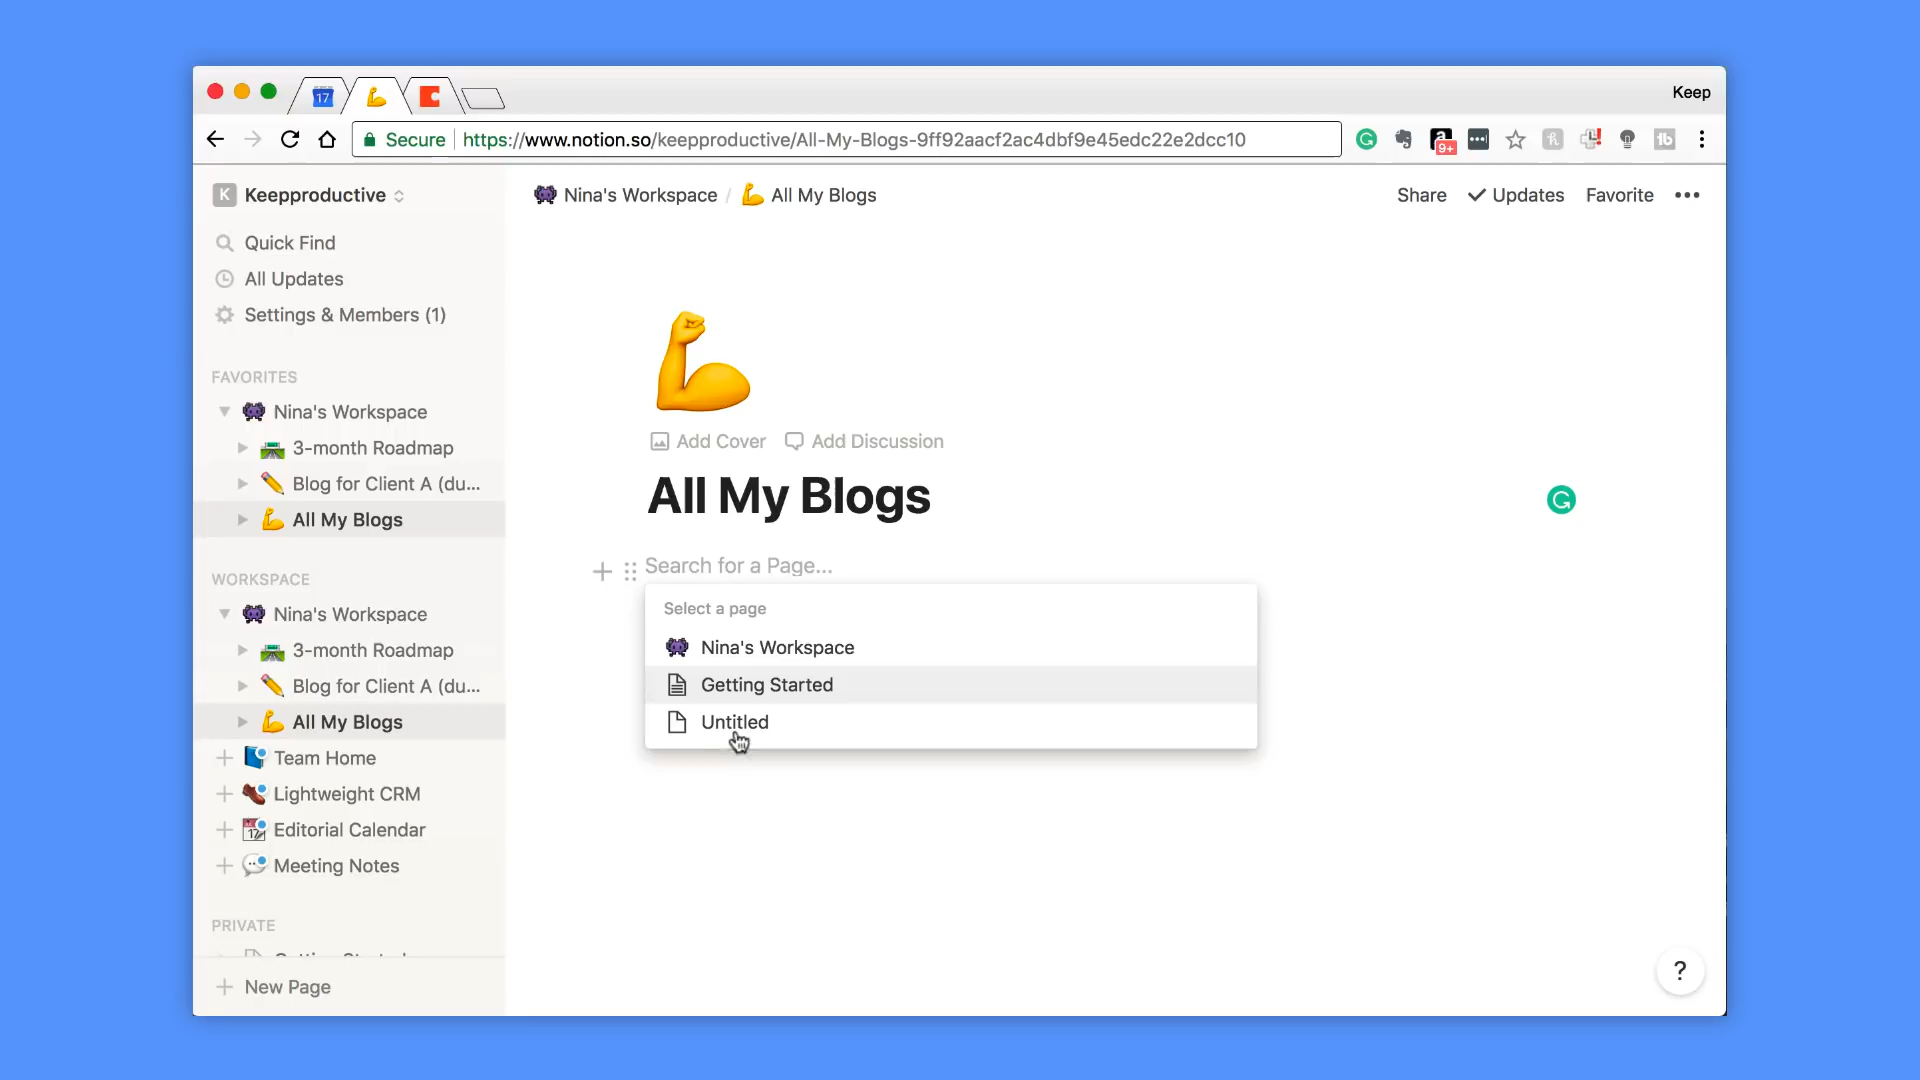 17
Keep
Secure
https://www.notion.so/keepproductive/All-My-Blogs-9ff92aacf2ac4dbf9e45edc22e2dcc10
9+
K Keepproductive
Quick Find
All Updates
Settings & Members (1)
FAVORITES
Nina's Workspace
3-month Roadmap
Blog for Client A (du...
All My Blogs
WORKSPACE
Nina's Workspace
3-month Roadmap
Blog for Client A (du...
All My Blogs
Team Home
Lightweight CRM
Editorial Calendar
Meeting Notes
PRIVATE
New Page
Nina's Workspace / All My Blogs
Share
Updates
Favorite
Add Cover
Add Discussion
All My Blogs
Search for a Page...
Select a page
Nina's Workspace
Getting Started
Untitled
?